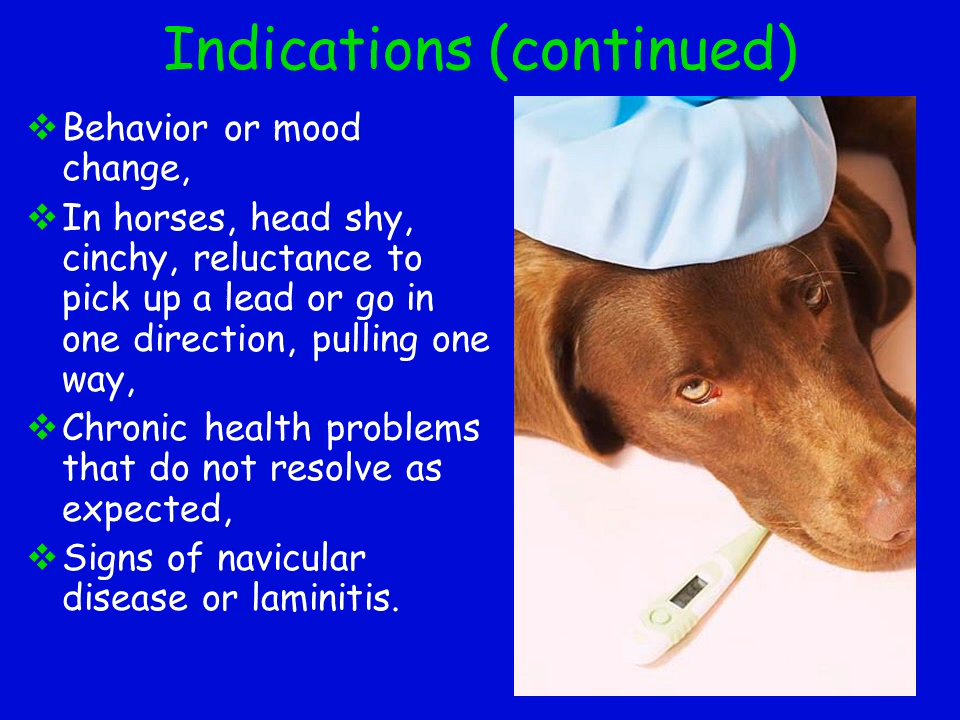 Indications (continued)
Behavior or mood
change,
In horses, head shy,
cinchy, reluctance to
pick up a lead or go in
one direction, pulling one
way,
Chronic health problems
that do not resolve as
expected,
Signs of navicular
disease or laminitis.